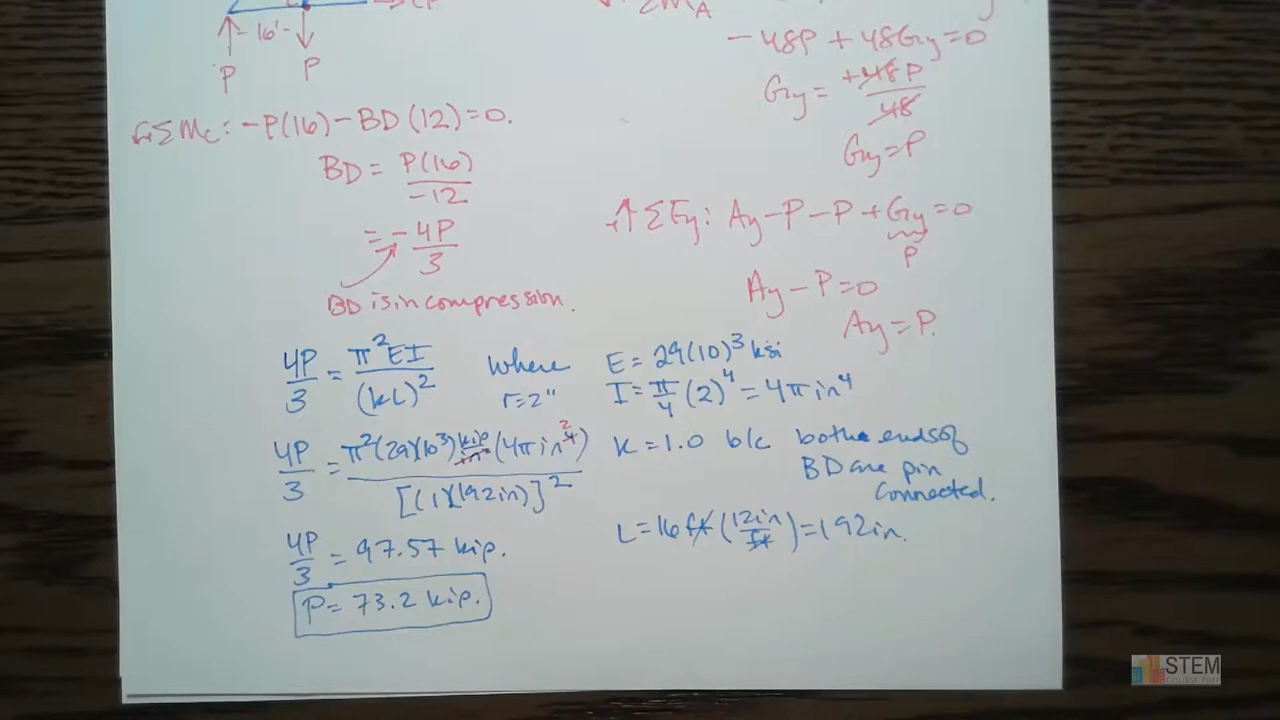 16'
P
P
ΣM_A
-48P + 48Gy = 0
Gy = +48P/48
Gy = P
↺ΣMc: -P(16) - BD(12) = 0.
BD = P(16)/-12
= -4P/3
BD is in compression.
+↑ΣFy: Ay - P - P + Gy = 0
P
Ay - P = 0
Ay = P.
4P/3 = π²EI/(kL)² where r=2"
E = 29(10)³ ksi
I = π/4 (2)⁴ = 4π in⁴
4P/3 = π²(29)(10³) kip/in² (4π in⁴)/[(1)(192in)]²
k = 1.0 b/c both ends of
BD are pin
connected.
L = 16ft (12in/ft) = 192in.
4P/3 = 97.57 kip.
P = 73.2 kip.
STEM
COURSE PREP